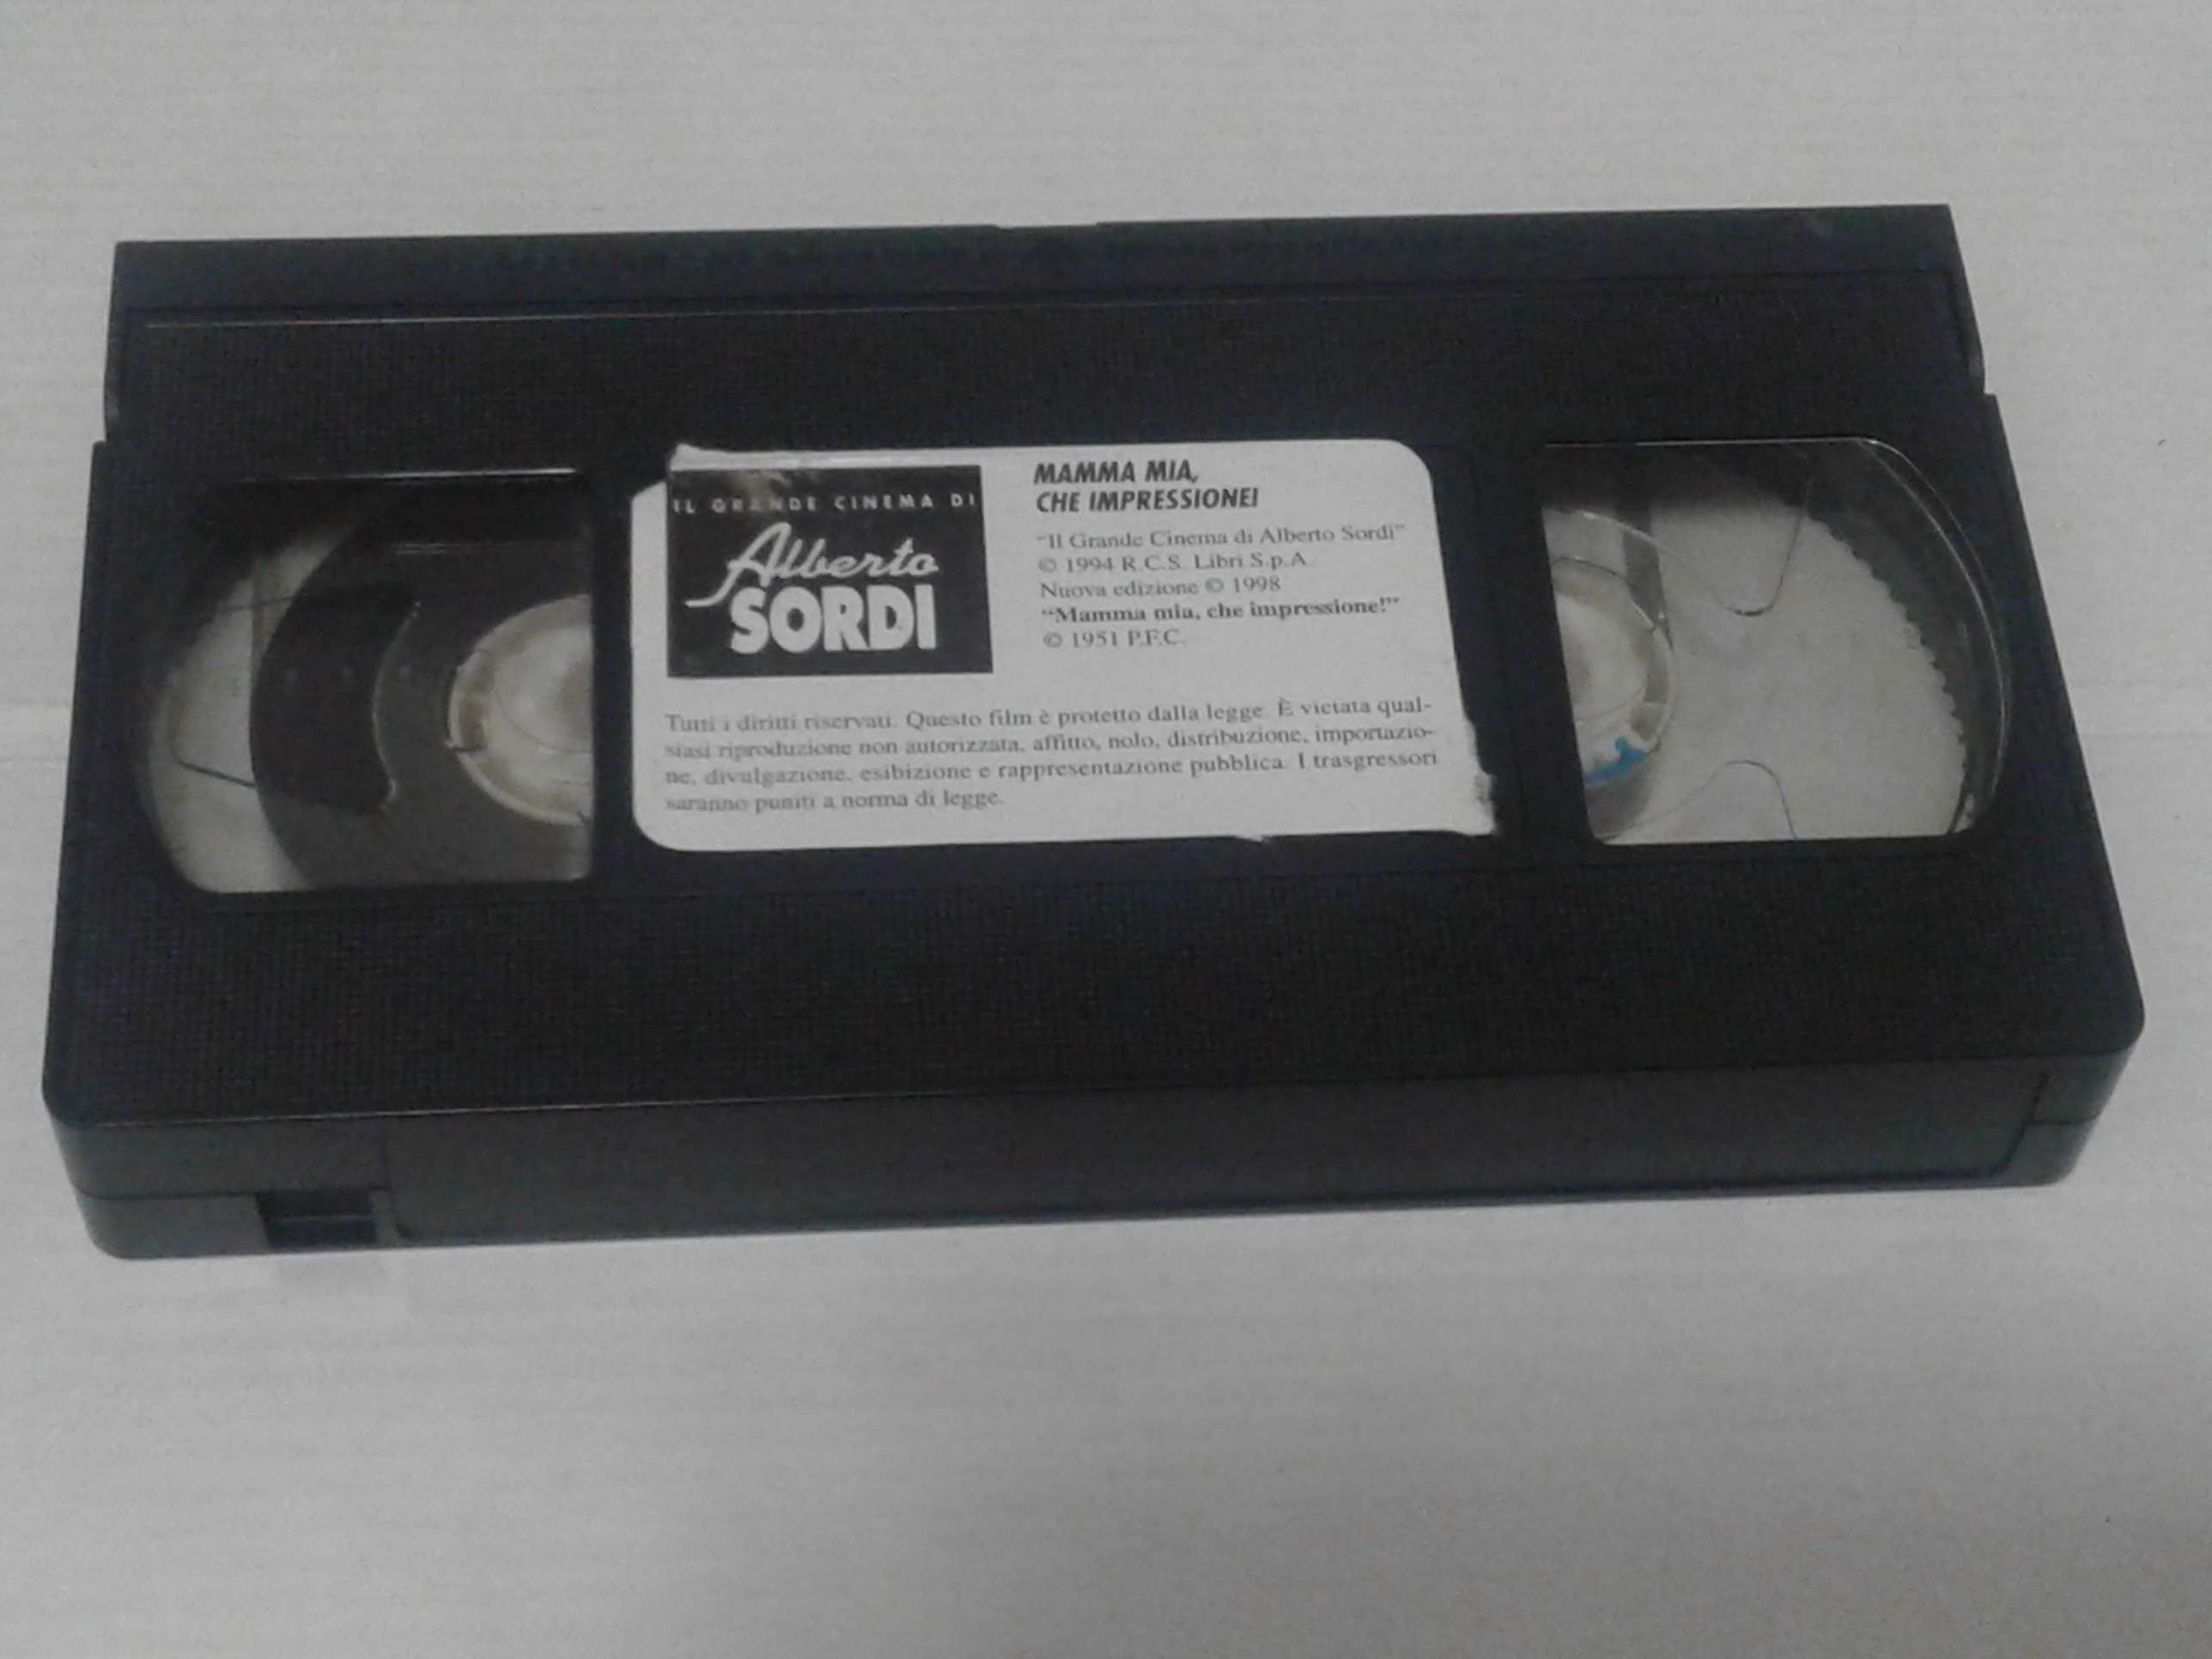 IL GRANDE CINEMA DI
Alberto
SORDI
MAMMA MIA,
CHE IMPRESSIONE!
"Il Grande Cinema di Alberto Sordi"
© 1994 R.C.S. Libri S.p.A.
Nuova edizione © 1998
"Mamma mia, che impressione!"
© 1951 P.F.C.
Tutti i diritti riservati. Questo film è protetto dalla legge. È vietata qual-
siasi riproduzione non autorizzata, affitto, nolo, distribuzione, importazio-
ne, divulgazione, esibizione e rappresentazione pubblica. I trasgressori
saranno puniti a norma di legge.